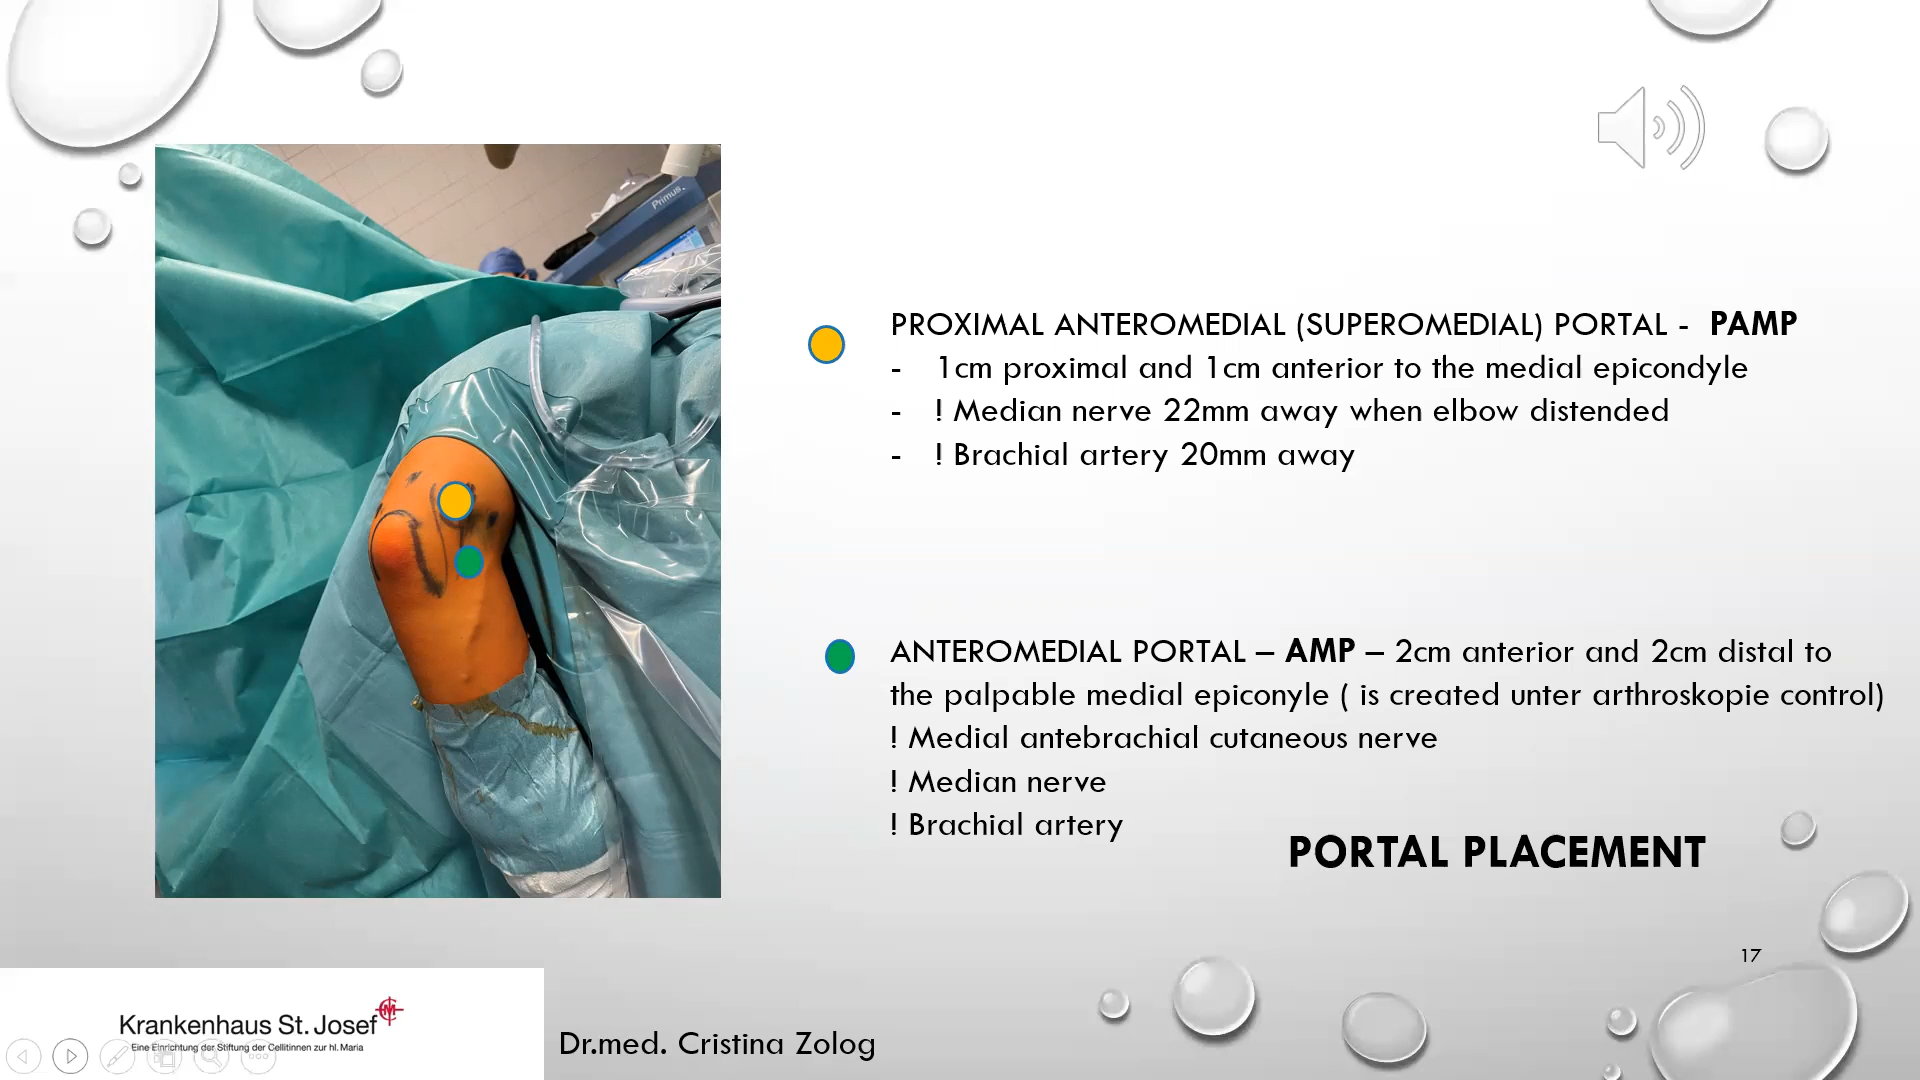 Primus
PROXIMAL ANTEROMEDIAL (SUPEROMEDIAL) PORTAL - PAMP
- 1cm proximal and 1cm anterior to the medial epicondyle
- ! Median nerve 22mm away when elbow distended
- ! Brachial artery 20mm away
ANTEROMEDIAL PORTAL – AMP – 2cm anterior and 2cm distal to
the palpable medial epiconyle ( is created unter arthroskopie control)
! Medial antebrachial cutaneous nerve
! Median nerve
! Brachial artery
PORTAL PLACEMENT
17
Krankenhaus St. Josef
Eine Einrichtung der Stiftung der Cellitinnen zur hl. Maria
Dr.med. Cristina Zolog